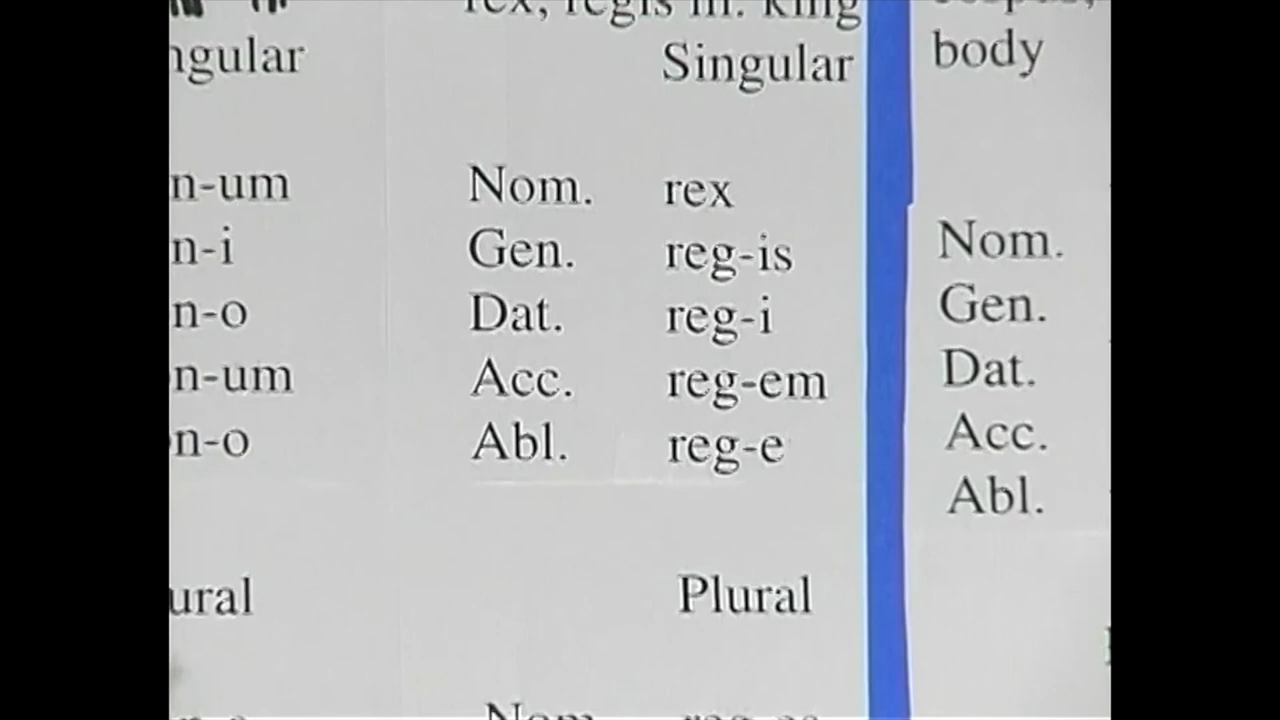 rex, regis m. king
body
ngular
Singular
n-um
Nom. rex
n-i
Gen. reg-is
n-o
Dat. reg-i
n-um
Acc. reg-em
n-o
Abl. reg-e
Nom.
Gen.
Dat.
Acc.
Abl.
ural
Plural
Nom.